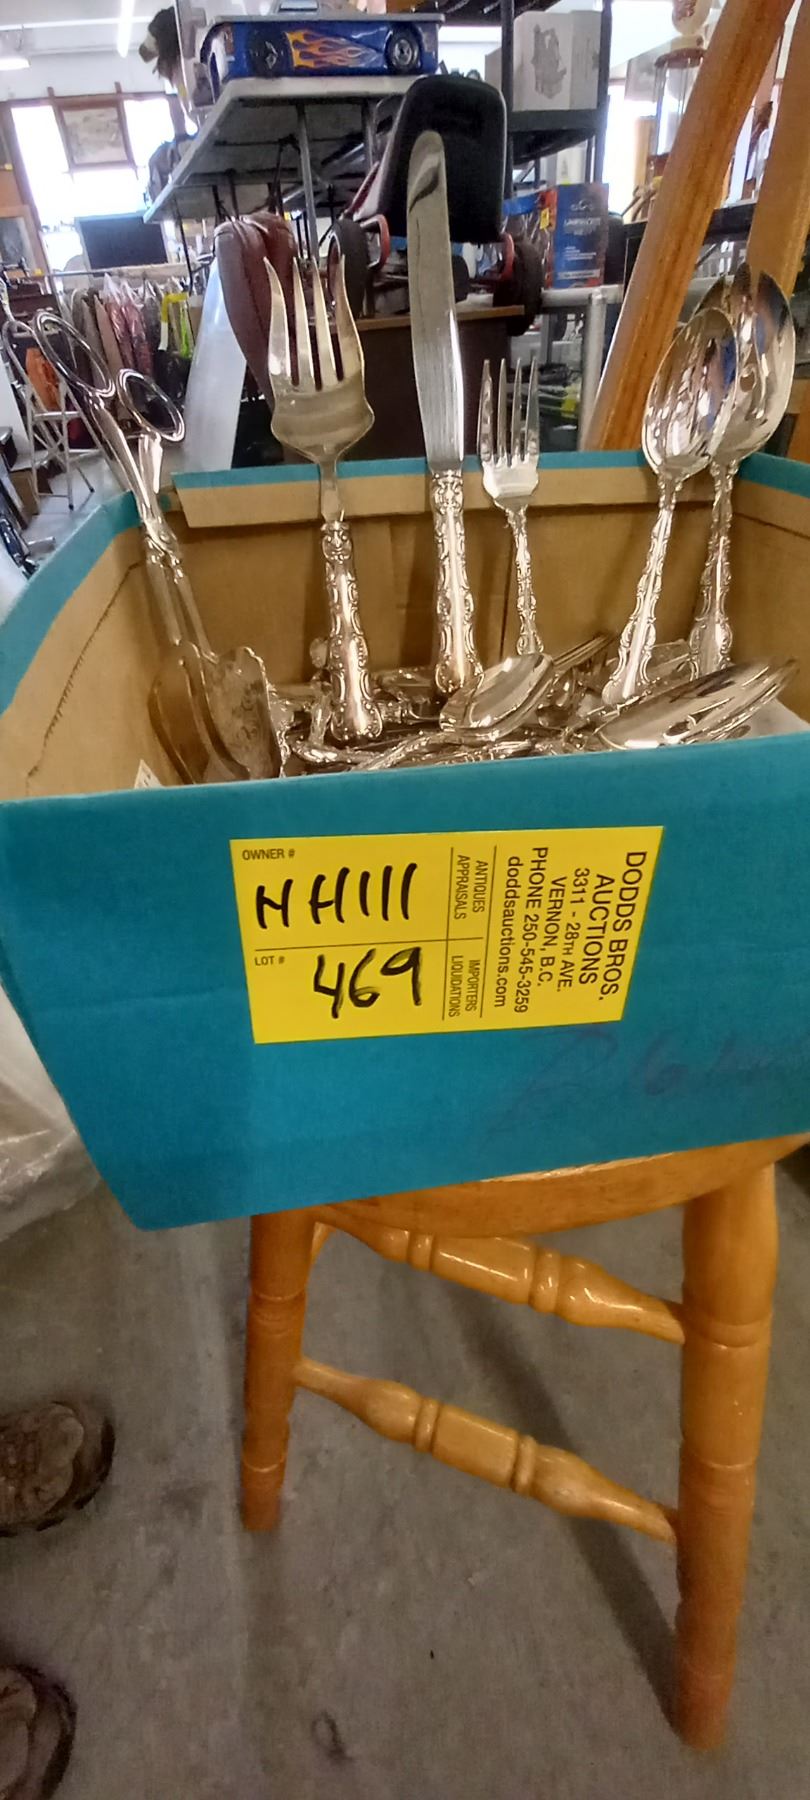 OWNER #
HH111
LOT #
469
ANTIQUES
APPRAISALS
IMPORTERS
LIQUIDATIONS
DODDS BROS.
AUCTIONS
3311 - 28TH AVE.
VERNON, B.C.
PHONE 250-545-3259
doddsauctions.com